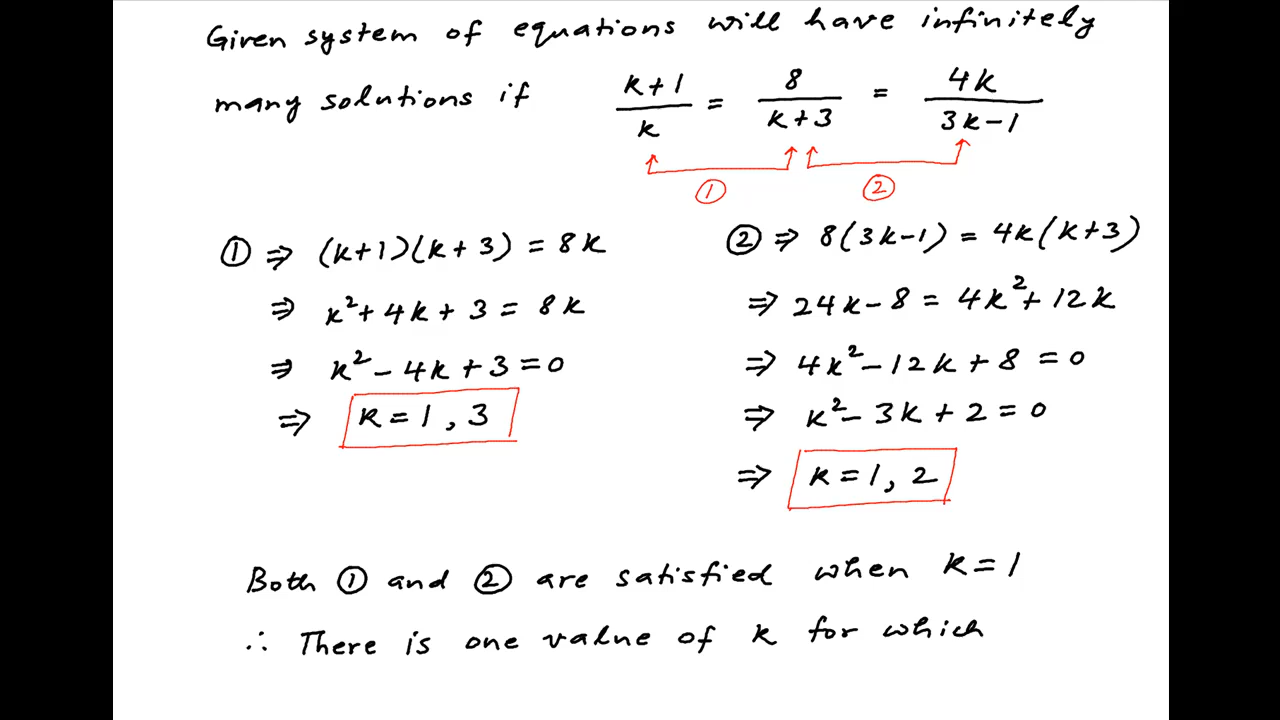 Given system of equations will have infinitely
many solutions if (k+1)/k = 8/(k+3) = 4k/(3k-1)
① ②
① ⇒ (k+1)(k+3) = 8k
⇒ k²+4k+3 = 8k
⇒ k²-4k+3=0
⇒ k=1,3
② ⇒ 8(3k-1) = 4k(k+3)
⇒ 24k-8 = 4k²+12k
⇒ 4k²-12k+8=0
⇒ k²-3k+2=0
⇒ k=1,2
Both ① and ② are satisfied when k=1
∴ There is one value of k for which